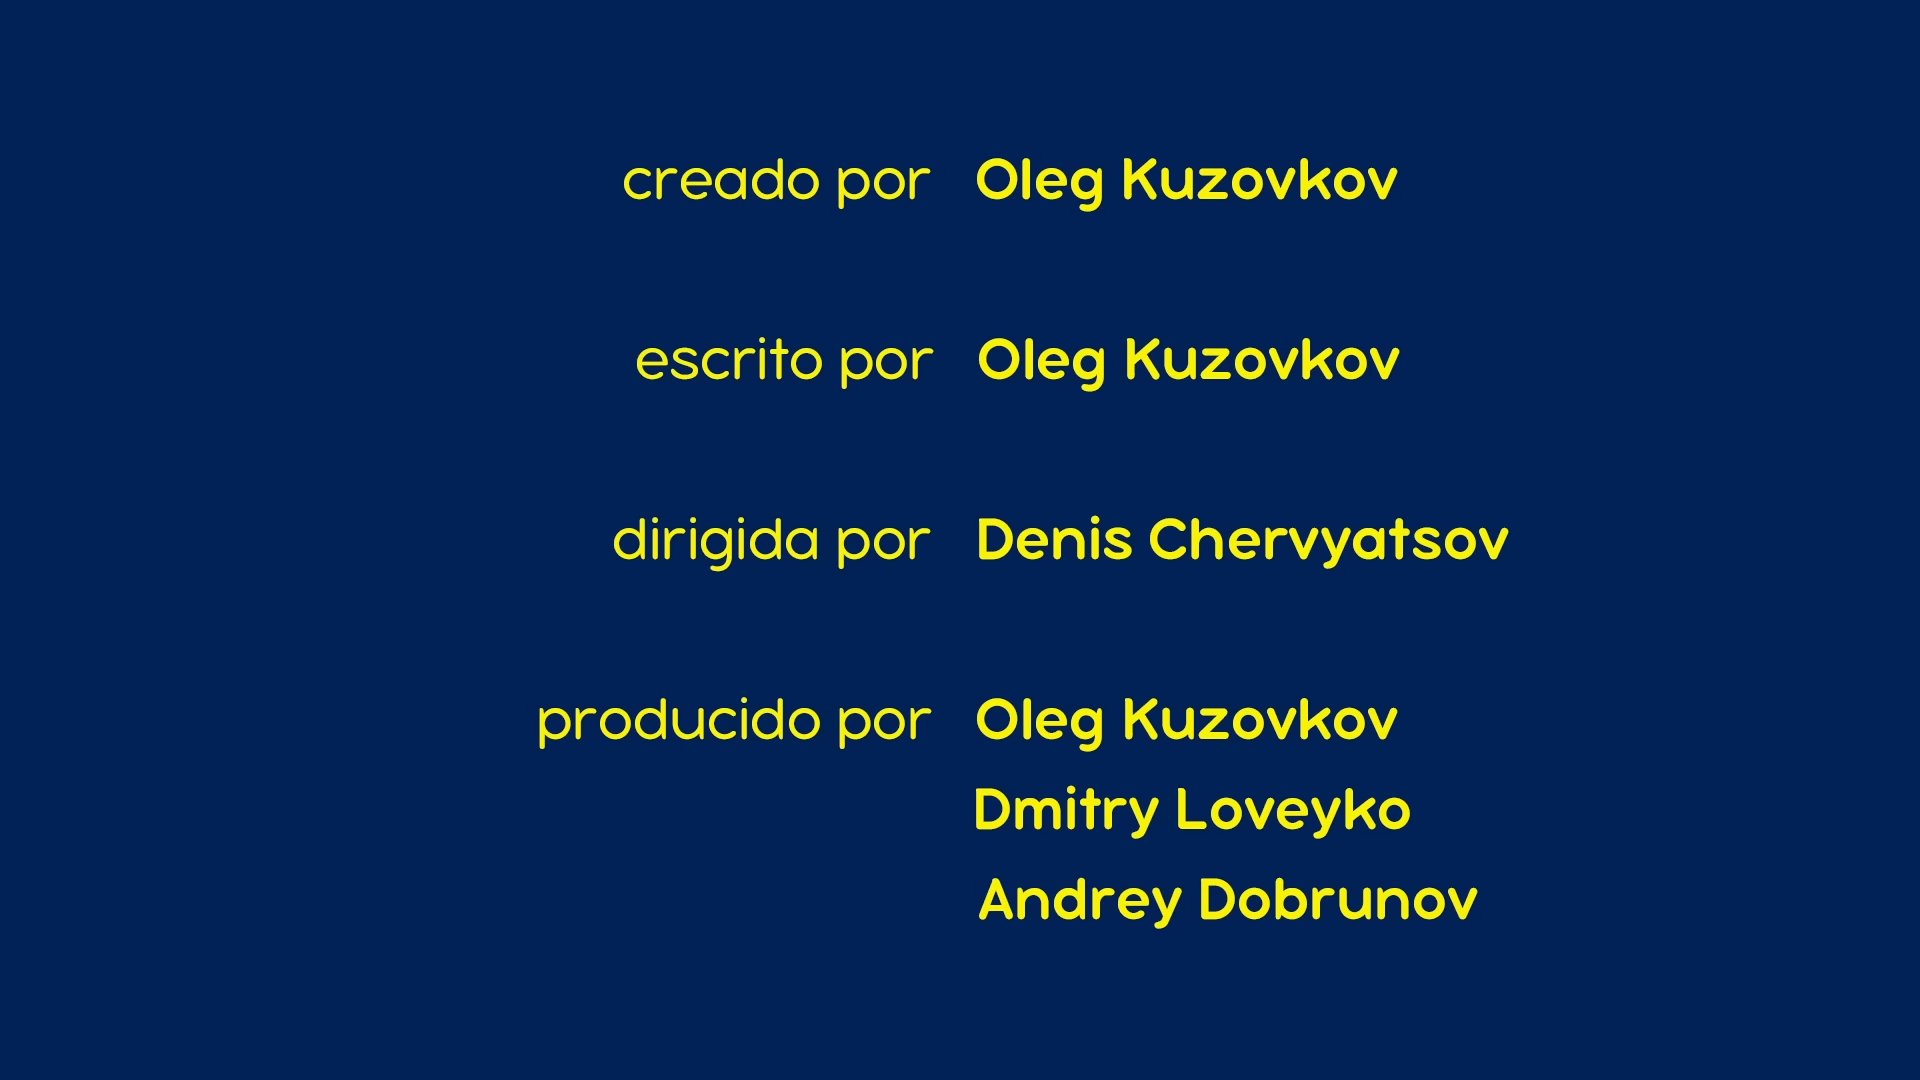 creado por Oleg Kuzovkov
escrito por Oleg Kuzovkov
dirigida por Denis Chervyatsov
producido por Oleg Kuzovkov
Dmitry Loveyko
Andrey Dobrunov